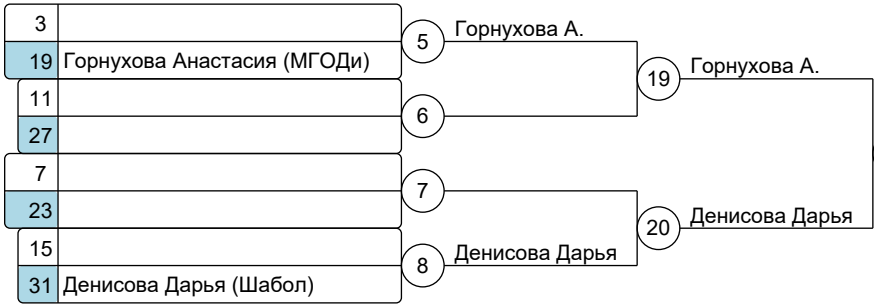 3
19 Горнухова Анастасия (МГОДи)
11
27
7
23
15
31 Денисова Дарья (Шабол)
5 Горнухова А.
6
7
8 Денисова Дарья
19 Горнухова А.
20 Денисова Дарья